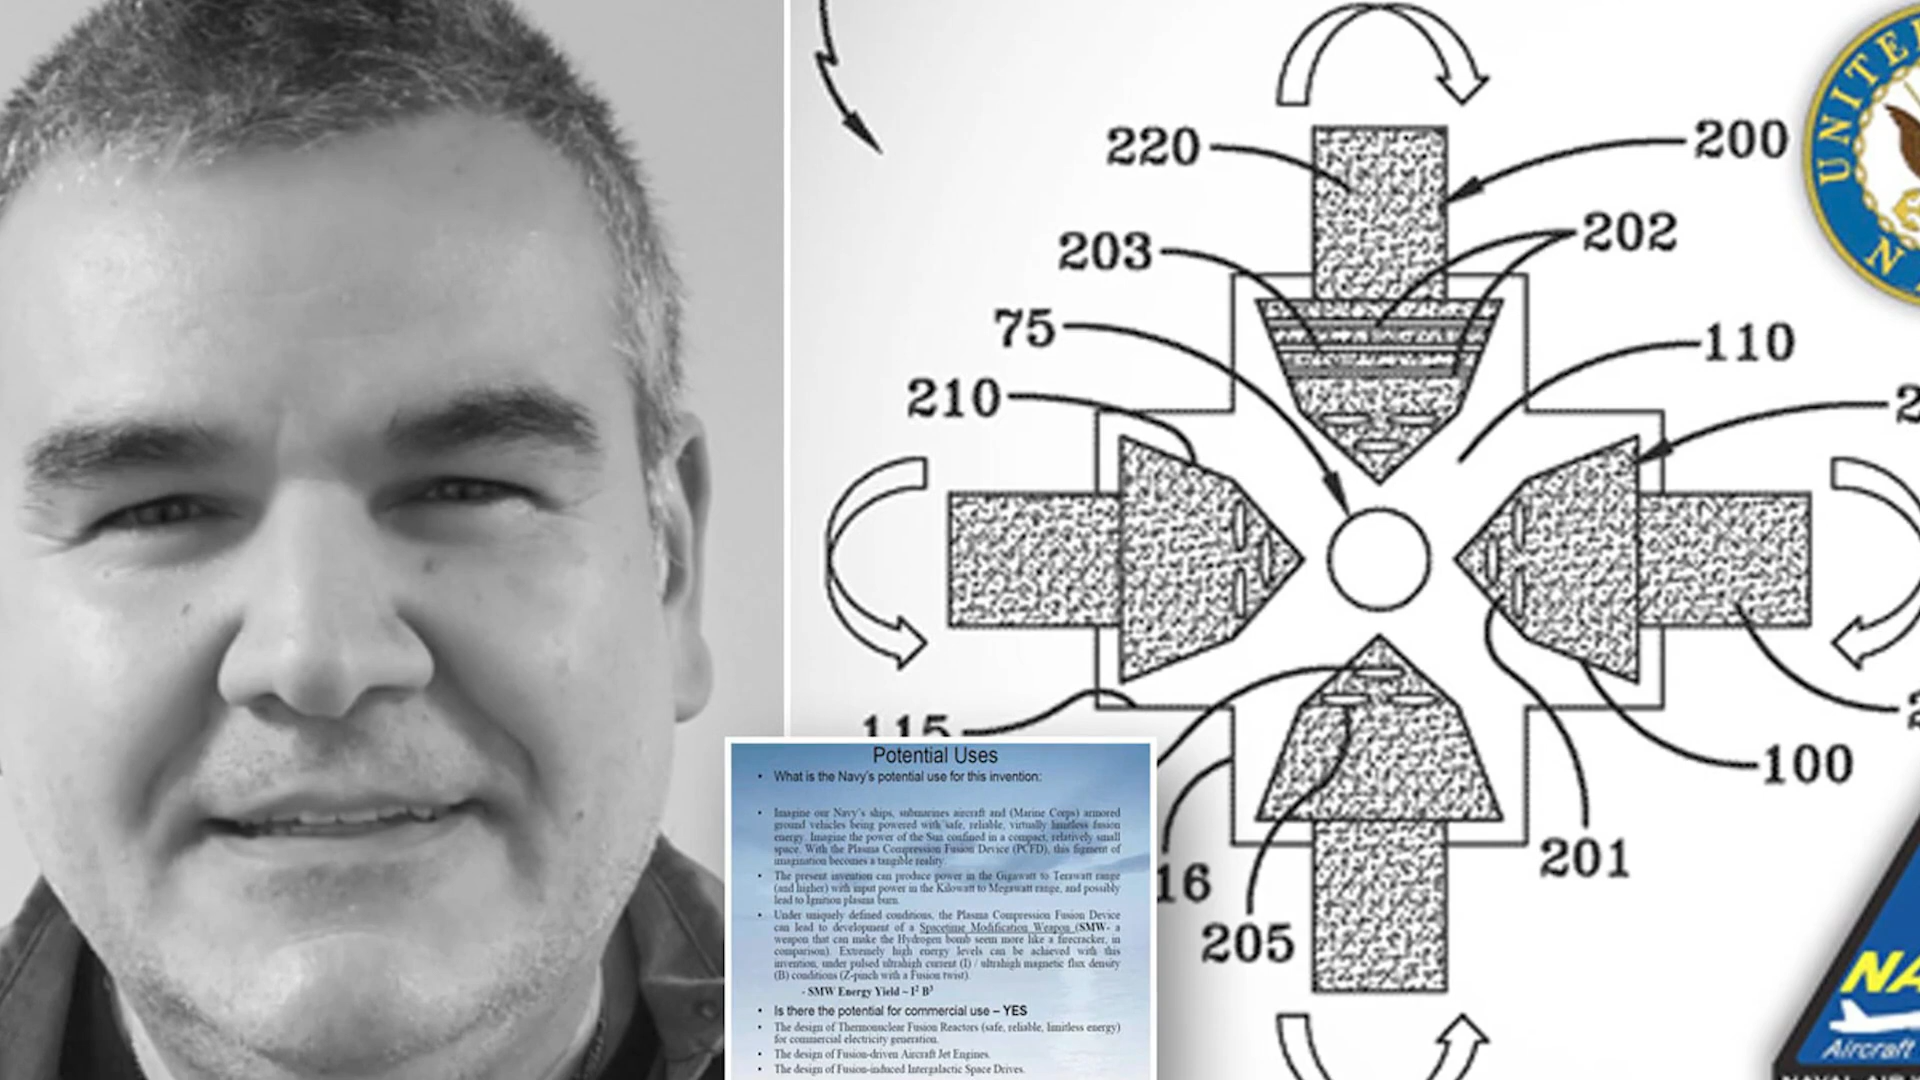 UNITE
N
220
200
203
202
75
110
210
2
115
2
100
16
201
205
Potential Uses
• What is the Navy's potential use for this invention:
• Imagine our Navy's ships, submarines aircraft and (Marine Corps) armored
ground vehicles being powered with safe, reliable, virtually limitless fusion
energy. Imagine the power of the Sun confined in a compact, relatively small
space. With the Plasma Compression Fusion Device (PCFD), this figment of
imagination becomes a tangible reality.
• The present invention can produce power in the Gigawatt to Terawatt range
(and higher) with input power in the Kilowatt to Megawatt range, and possibly
lead to Ignition plasma burn.
• Under uniquely defined conditions, the Plasma Compression Fusion Device
can lead to development of a Spacetime Modification Weapon (SMW- a
weapon that can make the Hydrogen bomb seem more like a firecracker, in
comparison). Extremely high energy levels can be achieved with this
invention, under pulsed ultrahigh current (I) / ultrahigh magnetic flux density
(B) conditions (Z-pinch with a Fusion twist).
- SMW Energy Yield ~ I² B³
• Is there the potential for commercial use – YES
• The design of Thermonuclear Fusion Reactors (safe, reliable, limitless energy)
for commercial electricity generation.
• The design of Fusion-driven Aircraft Jet Engines.
• The design of Fusion-induced Intergalactic Space Drives.
NA
Aircraft